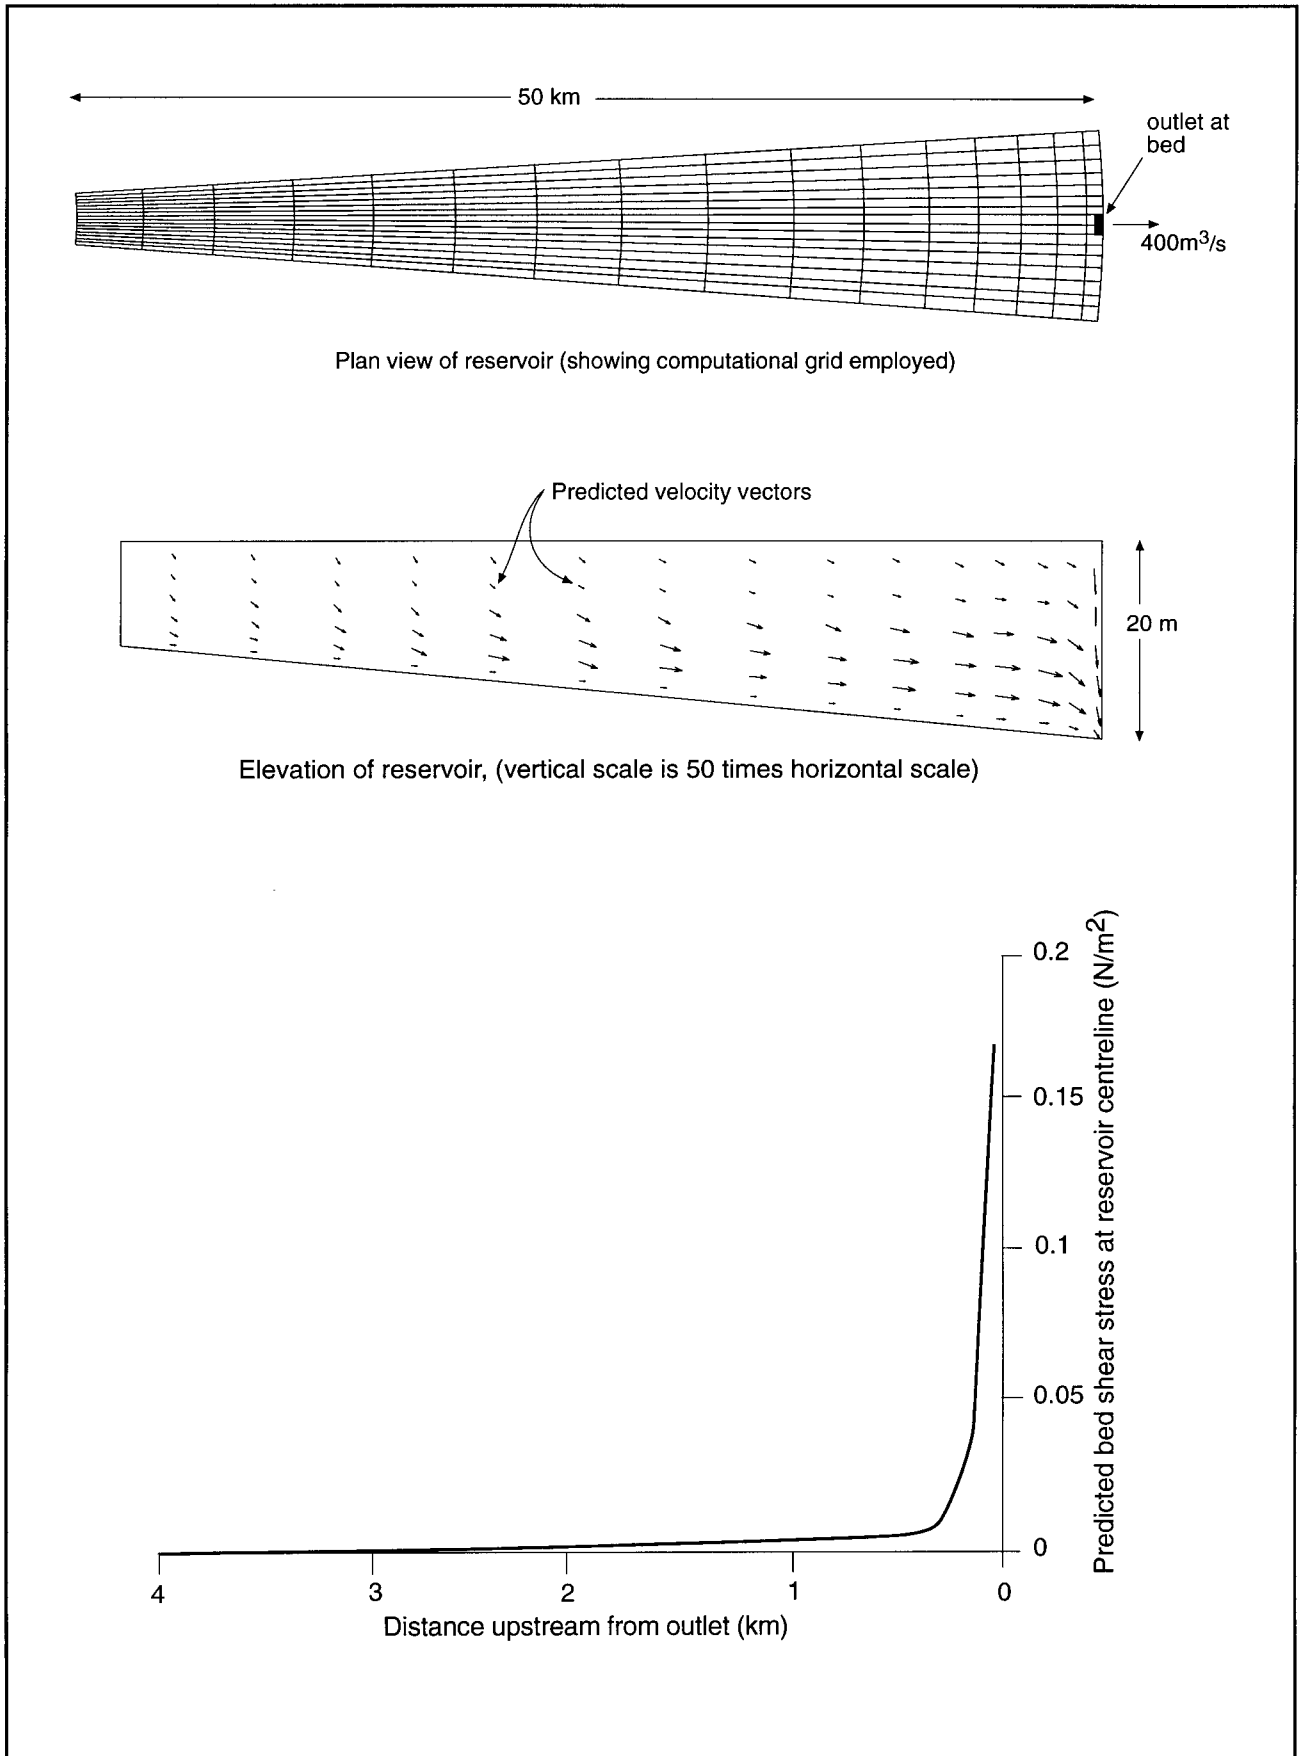 50 km
outlet at
bed
400m³/s
Plan view of reservoir (showing computational grid employed)
Predicted velocity vectors
20 m
Elevation of reservoir, (vertical scale is 50 times horizontal scale)
0.2
0.15
0.1
0.05
0
Predicted bed shear stress at reservoir centreline (N/m²)
4
3
2
1
0
Distance upstream from outlet (km)